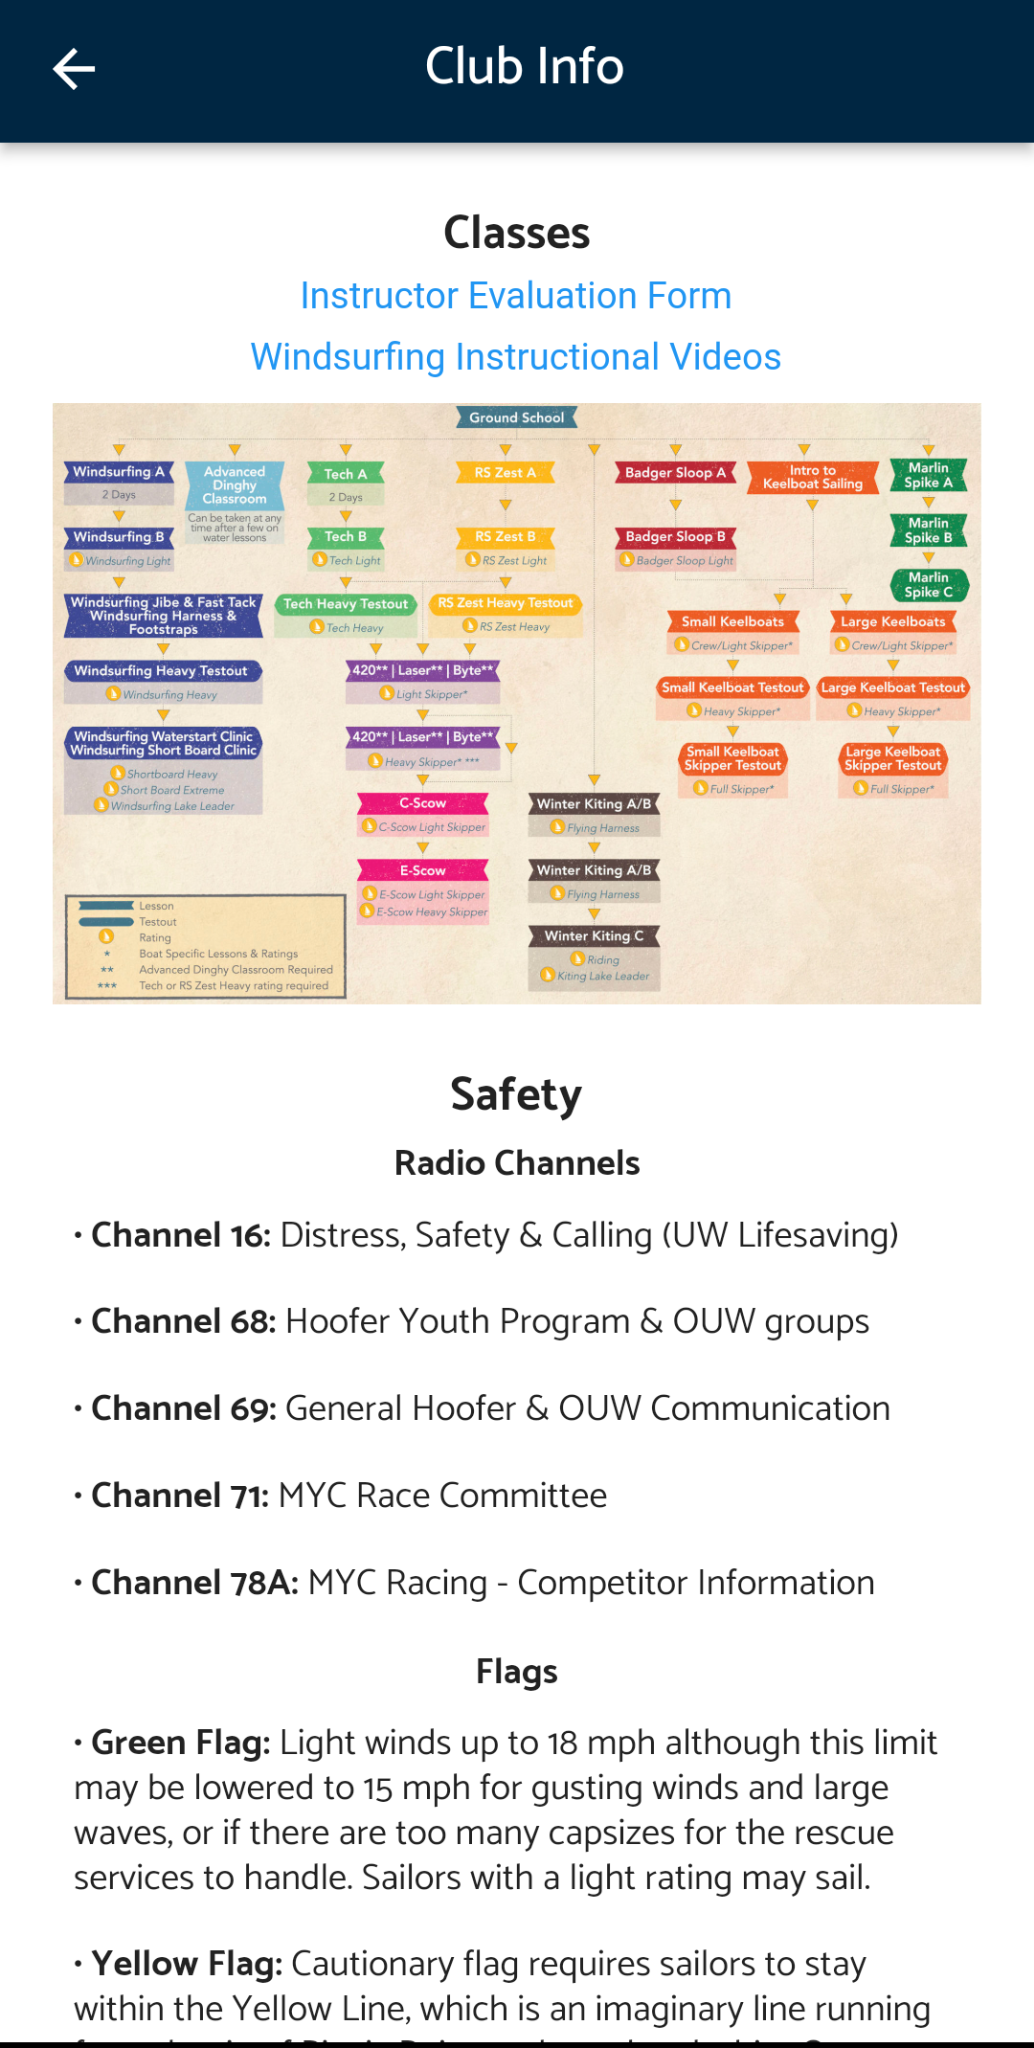 Club Info
Classes
Instructor Evaluation Form
Windsurfing Instructional Videos
Ground School
Windsurfing A
2 Days
Windsurfing B
Windsurfing Light
Windsurfing Jibe & Fast Tack
Windsurfing Harness &
Footstraps
Windsurfing Heavy Testout
Windsurfing Heavy
Windsurfing Waterstart Clinic
Windsurfing Short Board Clinic
Shortboard Heavy
Short Board Extreme
Windsurfing Lake Leader
Advanced
Dinghy
Classroom
Can be taken at any
time after a few on
water lessons
Tech A
2 Days
Tech B
Tech Light
Tech Heavy Testout
Tech Heavy
RS Zest A
RS Zest B
RS Zest Light
RS Zest Heavy Testout
RS Zest Heavy
420** | Laser** | Byte**
Light Skipper*
420** | Laser** | Byte**
Heavy Skipper* ***
C-Scow
C-Scow Light Skipper
E-Scow
E-Scow Light Skipper
E-Scow Heavy Skipper
Winter Kiting A/B
Flying Harness
Winter Kiting A/B
Flying Harness
Winter Kiting C
Riding
Kiting Lake Leader
Badger Sloop A
Badger Sloop B
Badger Sloop Light
Intro to
Keelboat Sailing
Small Keelboats
Crew/Light Skipper*
Small Keelboat Testout
Heavy Skipper*
Small Keelboat
Skipper Testout
Full Skipper*
Large Keelboats
Crew/Light Skipper*
Large Keelboat Testout
Heavy Skipper*
Large Keelboat
Skipper Testout
Full Skipper*
Marlin
Spike A
Marlin
Spike B
Marlin
Spike C
Lesson
Testout
Rating
* Boat Specific Lessons & Ratings
** Advanced Dinghy Classroom Required
*** Tech or RS Zest Heavy rating required
Safety
Radio Channels
• Channel 16: Distress, Safety & Calling (UW Lifesaving)
• Channel 68: Hoofer Youth Program & OUW groups
• Channel 69: General Hoofer & OUW Communication
• Channel 71: MYC Race Committee
• Channel 78A: MYC Racing - Competitor Information
Flags
• Green Flag: Light winds up to 18 mph although this limit
may be lowered to 15 mph for gusting winds and large
waves, or if there are too many capsizes for the rescue
services to handle. Sailors with a light rating may sail.
• Yellow Flag: Cautionary flag requires sailors to stay
within the Yellow Line, which is an imaginary line running